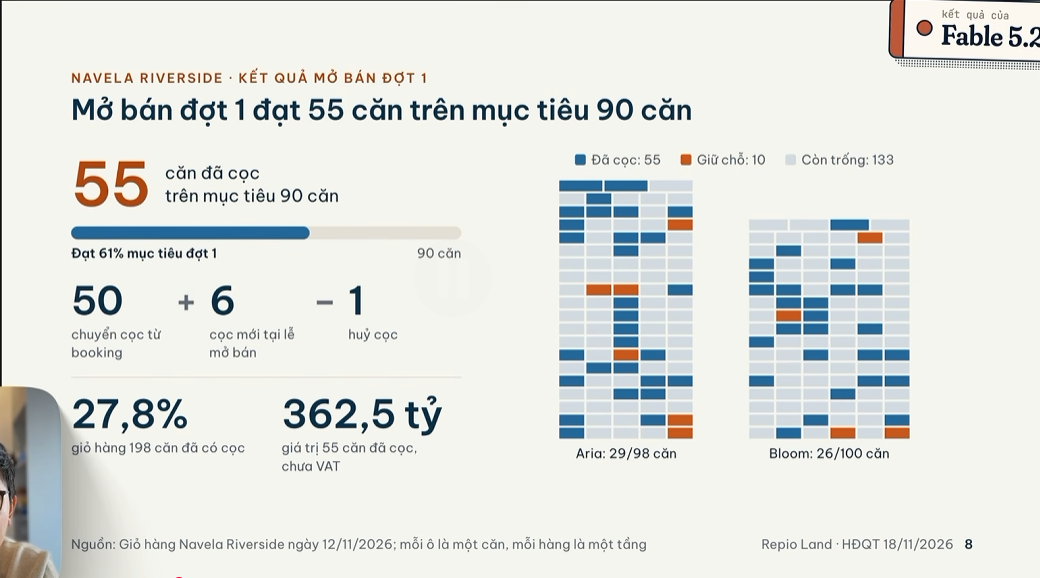 kết quả của
Fable 5.2
NAVELA RIVERSIDE · KẾT QUẢ MỞ BÁN ĐỢT 1
Mở bán đợt 1 đạt 55 căn trên mục tiêu 90 căn
55 căn đã cọc
trên mục tiêu 90 căn
Đạt 61% mục tiêu đợt 1 90 căn
50 + 6 − 1
chuyển cọc từ cọc mới tại lễ huỷ cọc
booking mở bán
27,8% 362,5 tỷ
giỏ hàng 198 căn đã có cọc giá trị 55 căn đã cọc,
chưa VAT
Đã cọc: 55 Giữ chỗ: 10 Còn trống: 133
Aria: 29/98 căn Bloom: 26/100 căn
Nguồn: Giỏ hàng Navela Riverside ngày 12/11/2026; mỗi ô là một căn, mỗi hàng là một tầng
Repio Land · HĐQT 18/11/2026 8